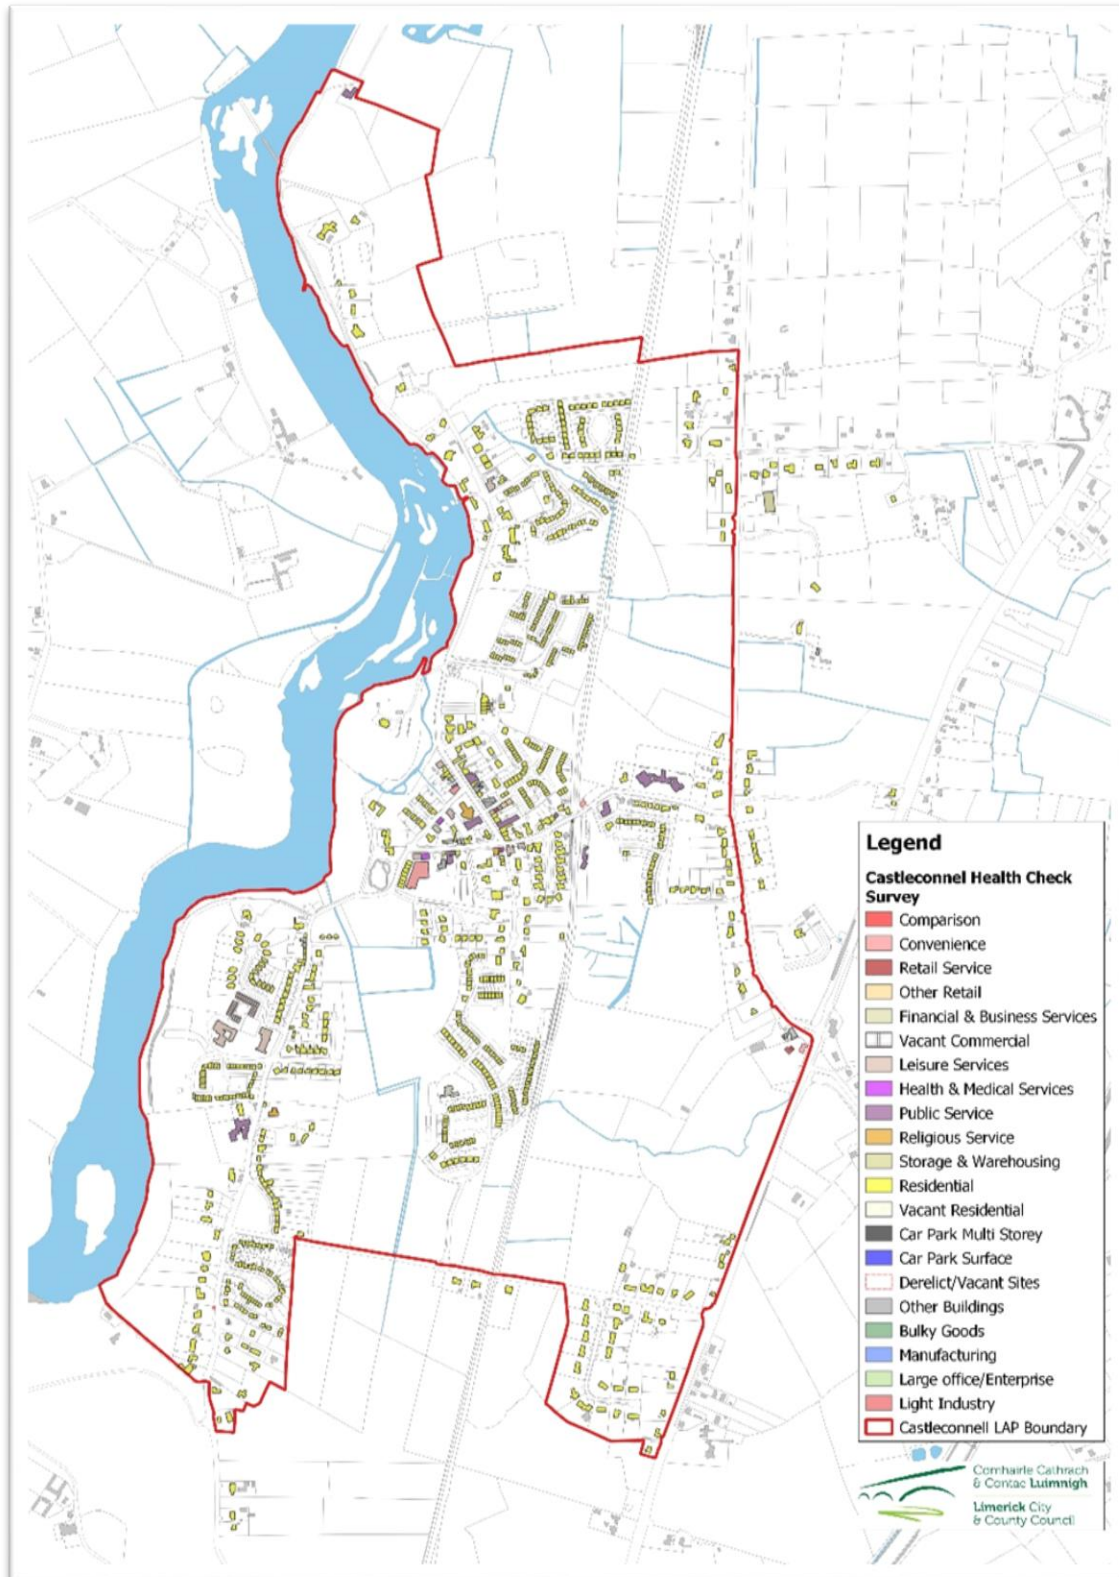 Legend
Castleconnel Health Check
Survey
Comparison
Convenience
Retail Service
Other Retail
Financial & Business Services
Vacant Commercial
Leisure Services
Health & Medical Services
Public Service
Religious Service
Storage & Warehousing
Residential
Vacant Residential
Car Park Multi Storey
Car Park Surface
Derelict/Vacant Sites
Other Buildings
Bulky Goods
Manufacturing
Large office/Enterprise
Light Industry
Castleconnell LAP Boundary
Comhairle Cathrach
& Contae Luimnigh
Limerick City
& County Council